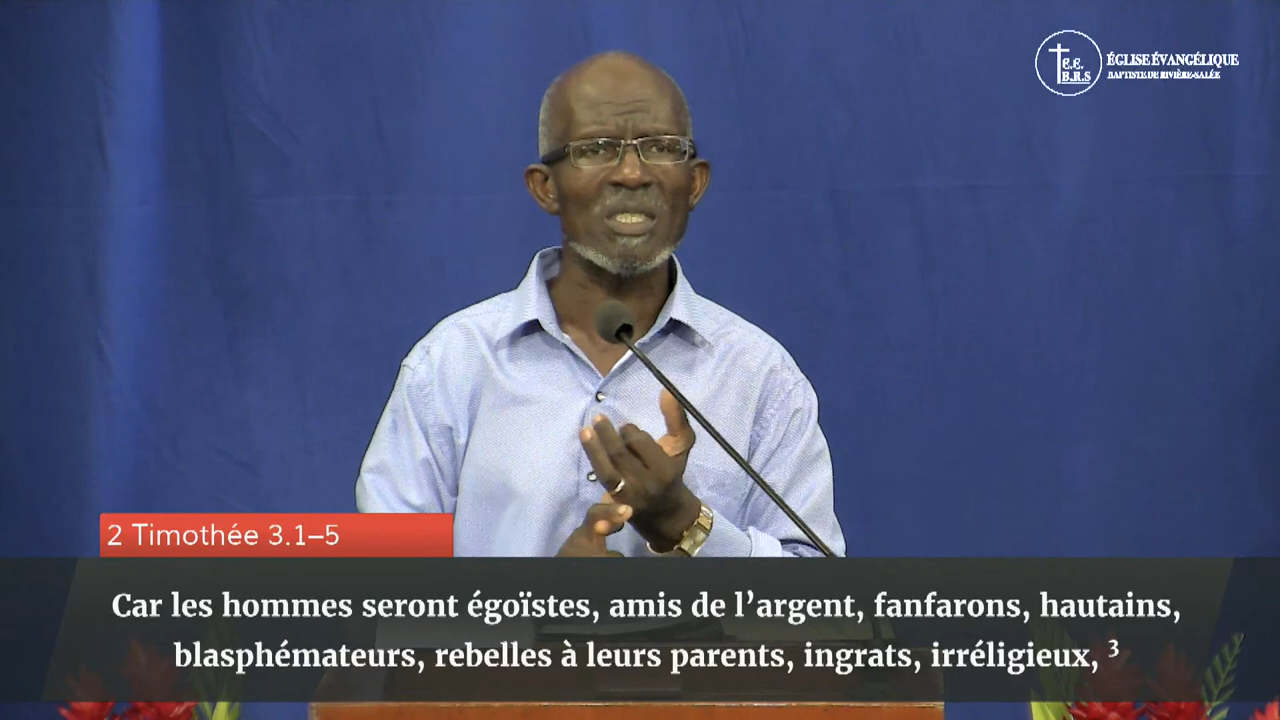 É.E.
B.R.S
ÉGLISE ÉVANGÉLIQUE
BAPTISTE DE RIVIÈRE-SALÉE
2 Timothée 3.1–5
Car les hommes seront égoïstes, amis de l’argent, fanfarons, hautains,
blasphémateurs, rebelles à leurs parents, ingrats, irréligieux, ³